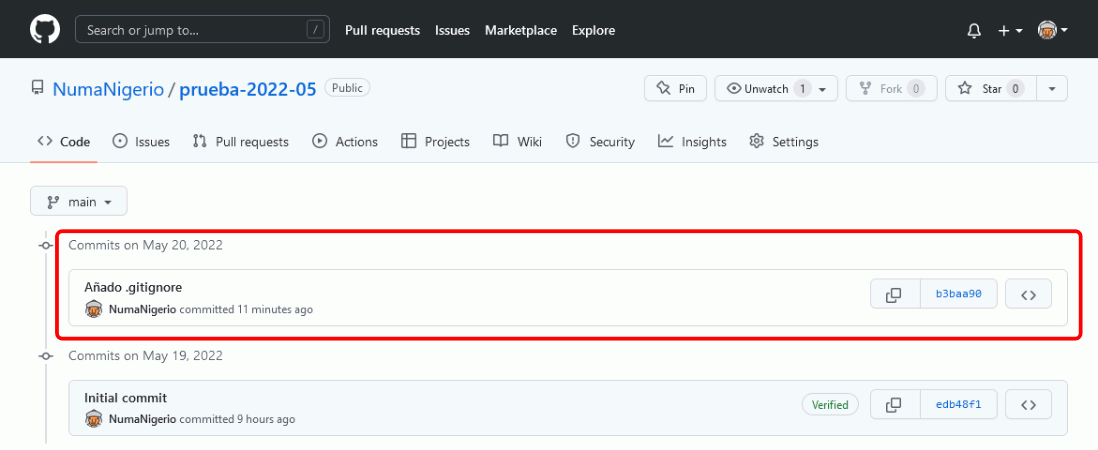 Search or jump to... /
Pull requests Issues Marketplace Explore
NumaNigerio / prueba-2022-05 Public
Pin
Unwatch 1
Fork 0
Star 0
Code Issues Pull requests Actions Projects Wiki Security Insights Settings
main
Commits on May 20, 2022
Añado .gitignore
NumaNigerio committed 11 minutes ago
b3baa90
Commits on May 19, 2022
Initial commit
NumaNigerio committed 9 hours ago
Verified
edb48f1